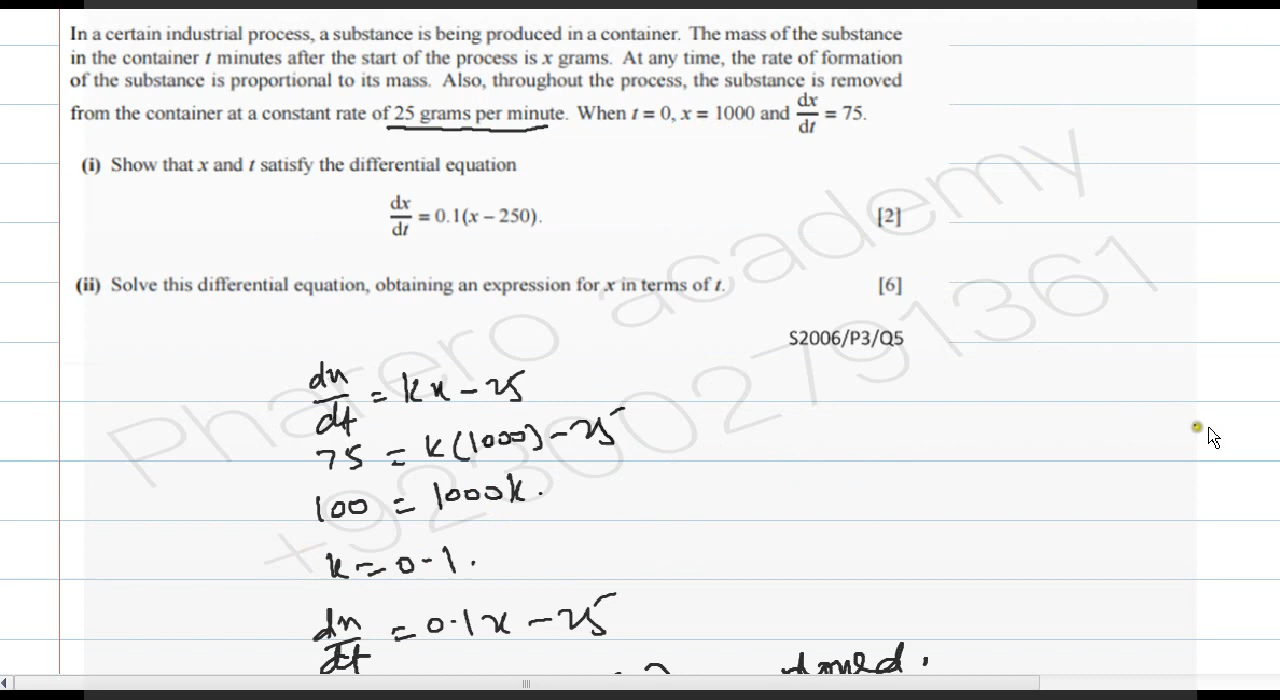 In a certain industrial process, a substance is being produced in a container. The mass of the substance
in the container t minutes after the start of the process is x grams. At any time, the rate of formation
of the substance is proportional to its mass. Also, throughout the process, the substance is removed
from the container at a constant rate of 25 grams per minute. When t = 0, x = 1000 and dx/dt = 75.
(i) Show that x and t satisfy the differential equation
dx/dt = 0.1(x – 250). [2]
(ii) Solve this differential equation, obtaining an expression for x in terms of t. [6]
S2006/P3/Q5
Pharero academy
+923002791361
dx/dt = kx - 25
75 = k(1000) - 25
100 = 1000k.
k = 0.1.
dx/dt = 0.1x - 25